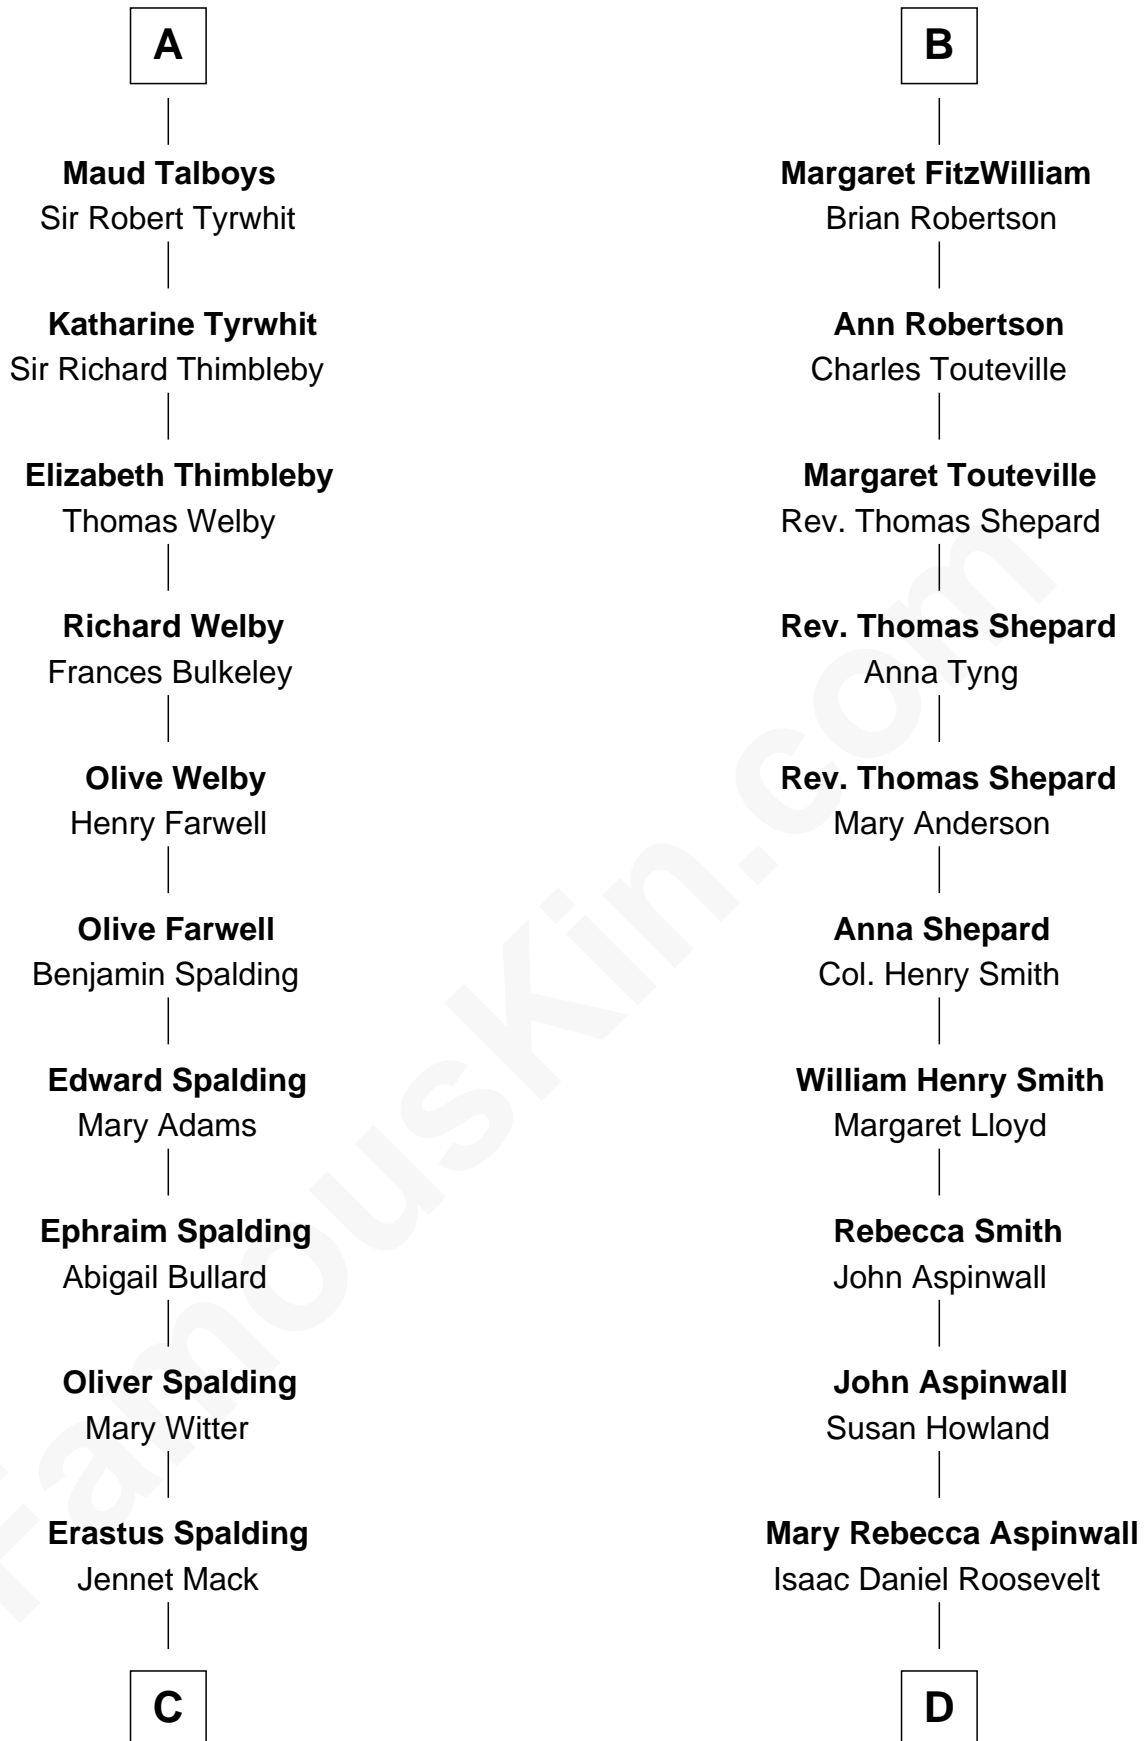 A
Maud Talboys
Sir Robert Tyrwhit
Katharine Tyrwhit
Sir Richard Thimbleby
Elizabeth Thimbleby
Thomas Welby
Richard Welby
Frances Bulkeley
Olive Welby
Henry Farwell
Olive Farwell
Benjamin Spalding
Edward Spalding
Mary Adams
Ephraim Spalding
Abigail Bullard
Oliver Spalding
Mary Witter
Erastus Spalding
Jennet Mack
C
B
Margaret FitzWilliam
Brian Robertson
Ann Robertson
Charles Touteville
Margaret Touteville
Rev. Thomas Shepard
Rev. Thomas Shepard
Anna Tyng
Rev. Thomas Shepard
Mary Anderson
Anna Shepard
Col. Henry Smith
William Henry Smith
Margaret Lloyd
Rebecca Smith
John Aspinwall
John Aspinwall
Susan Howland
Mary Rebecca Aspinwall
Isaac Daniel Roosevelt
D
FamousKin.com